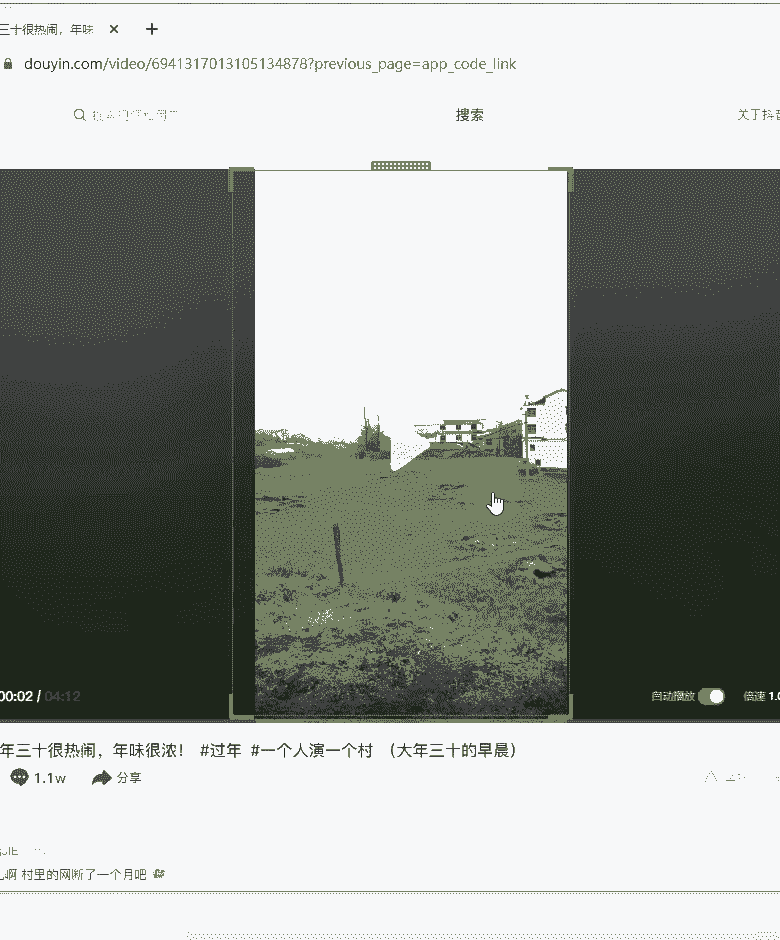 三十很热闹，年味
douyin.com/video/6941317013105134878?previous_page=app_code_link
搜索
关于抖音
00:02 / 04:12
自动播放
倍速 1.0
年三十很热闹，年味很浓！ #过年 #一个人演一个村 （大年三十的早晨）
1.1w 分享
啊 村里的网断了一个月吧